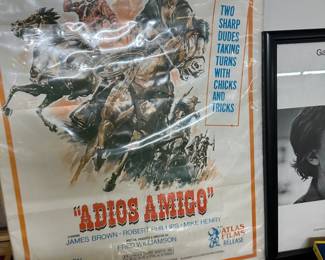 TWO
SHARP
DUDES
TAKING
TURNS
WITH
CHICKS
AND
TRICKS
Ga
"ADIOS AMIGO"
JAMES BROWN · ROBERT PHILLIPS · MIKE HENRY
FRED WILLIAMSON
ATLAS
FILMS
RELEASE